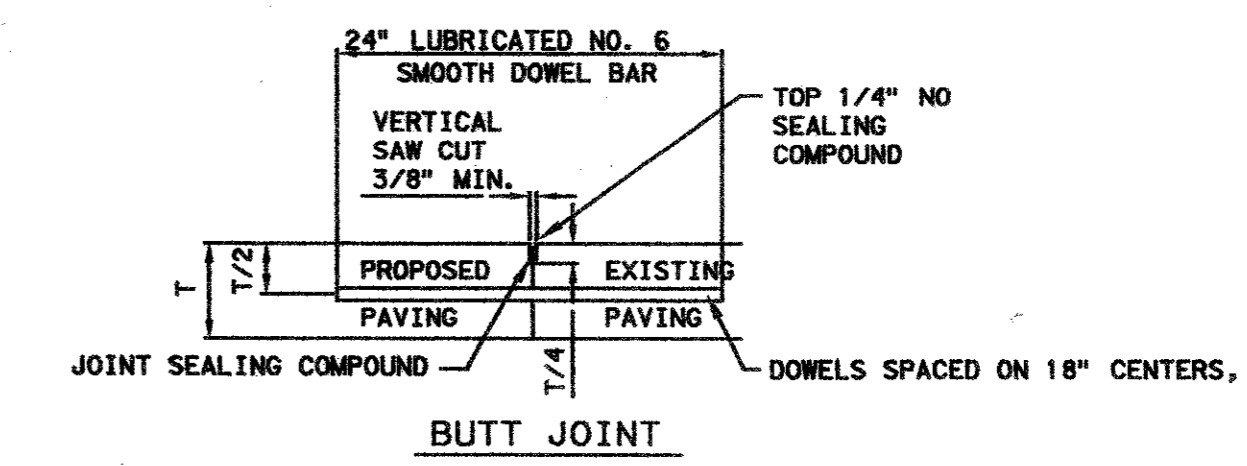 24" LUBRICATED NO. 6
SMOOTH DOWEL BAR
VERTICAL
SAW CUT
3/8" MIN.
TOP 1/4" NO
SEALING
COMPOUND
T
T/2
PROPOSED
EXISTING
PAVING
PAVING
JOINT SEALING COMPOUND
T/4
DOWELS SPACED ON 18" CENTERS,
BUTT JOINT